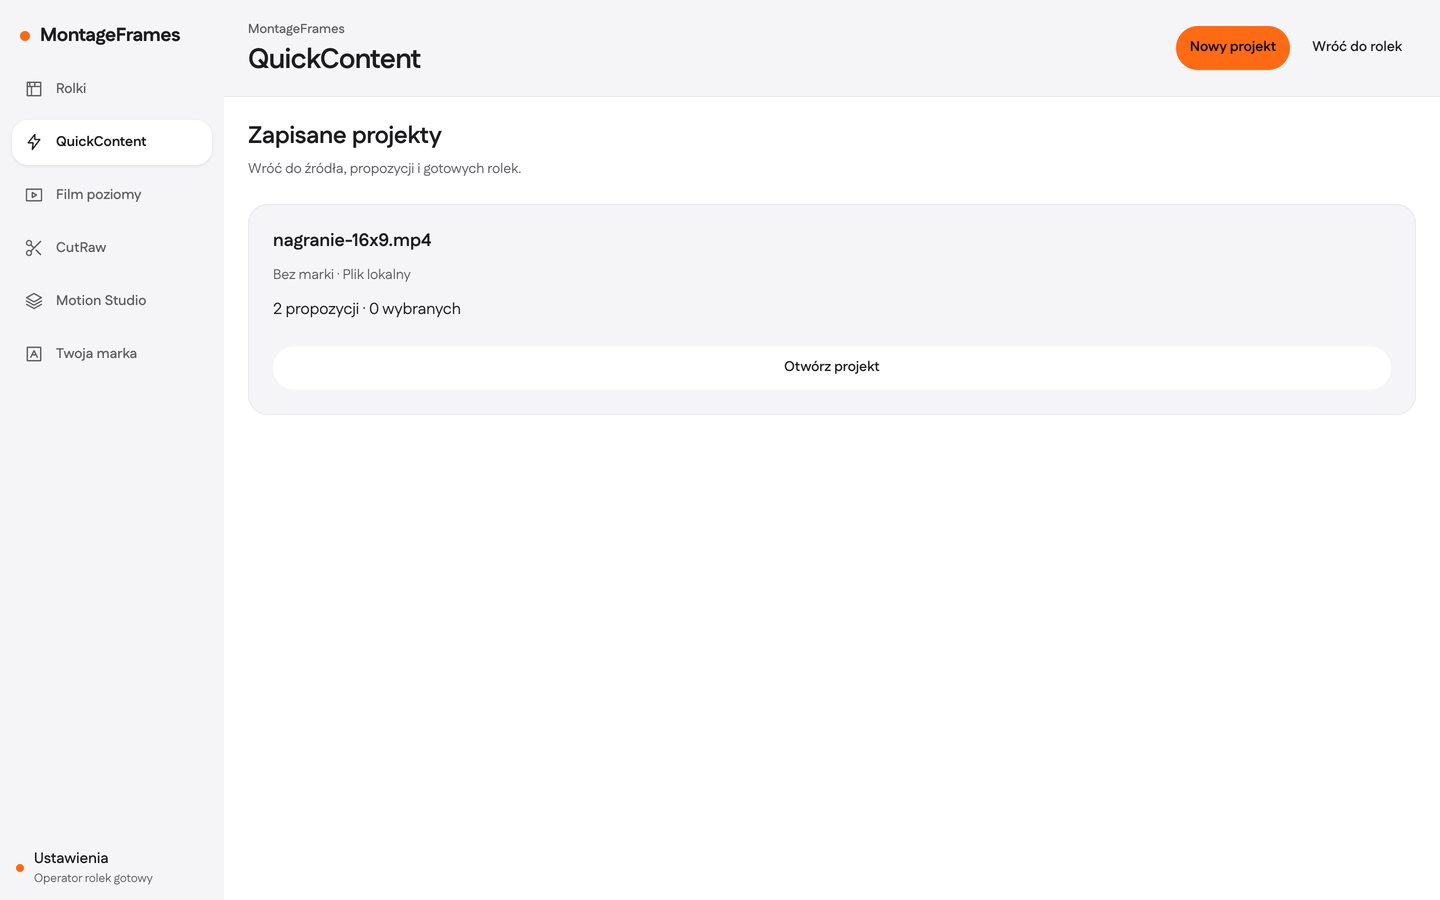 MontageFrames
Rolki
QuickContent
Film poziomy
CutRaw
Motion Studio
Twoja marka
Ustawienia
Operator rolek gotowy
MontageFrames
QuickContent
Nowy projekt
Wróć do rolek
Zapisane projekty
Wróć do źródła, propozycji i gotowych rolek.
nagranie-16x9.mp4
Bez marki · Plik lokalny
2 propozycji · 0 wybranych
Otwórz projekt